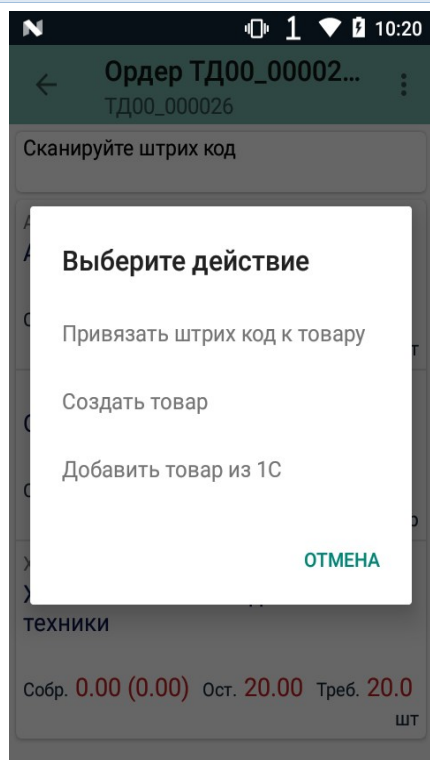 10:20
Ордер ТД00_00002...
ТД00_000026
Сканируйте штрих код
Выберите действие
Привязать штрих код к товару
Создать товар
Добавить товар из 1С
ОТМЕНА
техники
Собр. 0.00 (0.00) Ост. 20.00 Треб. 20.0
шт